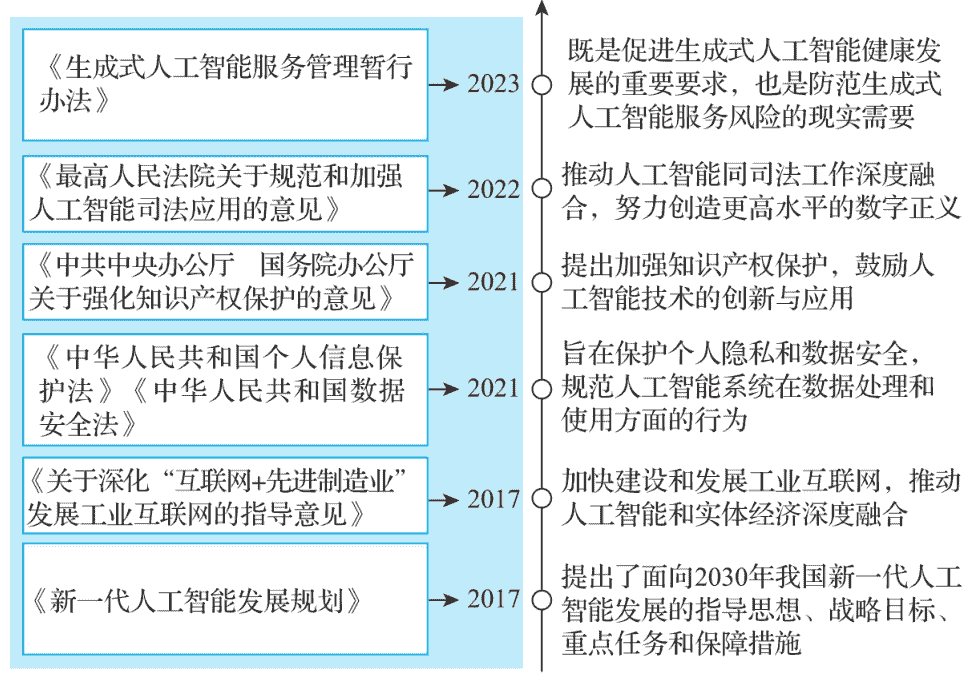 《生成式人工智能服务管理暂行
办法》
2023
既是促进生成式人工智能健康发
展的重要要求，也是防范生成式
人工智能服务风险的现实需要
《最高人民法院关于规范和加强
人工智能司法应用的意见》
2022
推动人工智能同司法工作深度融
合，努力创造更高水平的数字正义
《中共中央办公厅　国务院办公厅
关于强化知识产权保护的意见》
2021
提出加强知识产权保护，鼓励人
工智能技术的创新与应用
《中华人民共和国个人信息保
护法》《中华人民共和国数据
安全法》
2021
旨在保护个人隐私和数据安全，
规范人工智能系统在数据处理和
使用方面的行为
《关于深化“互联网+先进制造业”
发展工业互联网的指导意见》
2017
加快建设和发展工业互联网，推动
人工智能和实体经济深度融合
《新一代人工智能发展规划》
2017
提出了面向2030年我国新一代人工
智能发展的指导思想、战略目标、
重点任务和保障措施